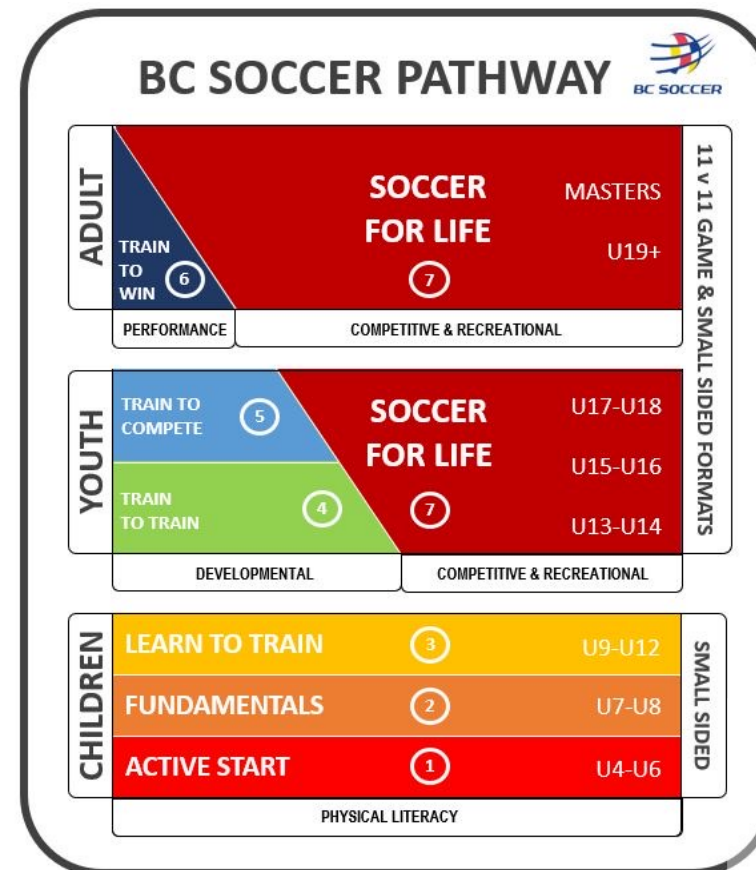 BC SOCCER PATHWAY
BC SOCCER
ADULT
TRAIN
TO
WIN
6
SOCCER
FOR LIFE
7
MASTERS
U19+
PERFORMANCE
COMPETITIVE & RECREATIONAL
11 v 11 GAME & SMALL SIDED FORMATS
YOUTH
TRAIN TO
COMPETE
5
TRAIN
TO TRAIN
4
SOCCER
FOR LIFE
7
U17-U18
U15-U16
U13-U14
DEVELOPMENTAL
COMPETITIVE & RECREATIONAL
CHILDREN
LEARN TO TRAIN 3 U9-U12
FUNDAMENTALS 2 U7-U8
ACTIVE START 1 U4-U6
SMALL SIDED
PHYSICAL LITERACY